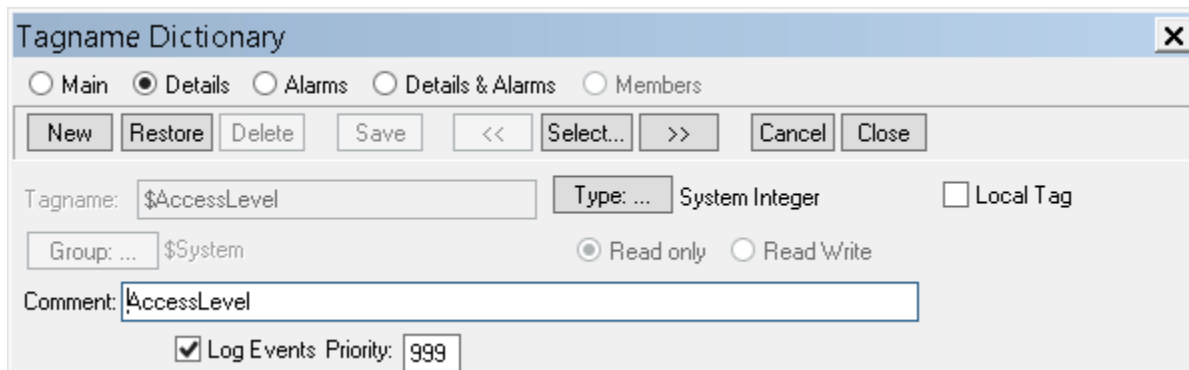 Tagname Dictionary
Main Details Alarms Details & Alarms Members
New Restore Delete Save << Select... >> Cancel Close
Tagname: $AccessLevel Type: ... System Integer Local Tag
Group: ... $System Read only Read Write
Comment: AccessLevel
Log Events Priority: 999